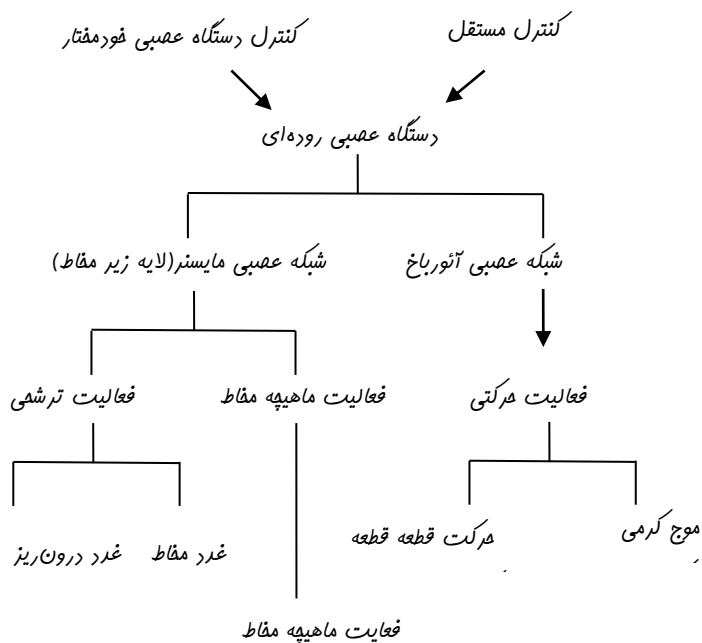 کنترل مستقل
کنترل دستگاه عصبی خودمختار
دستگاه عصبی روده‌ای
شبکه عصبی آئورباخ
شبکه عصبی مایسنر(لایه زیر مخاط)
فعالیت حرکتی
فعالیت ماهیچه مخاط
فعالیت ترشحی
موج کرمی
حرکت قطعه قطعه
غدد مخاط
غدد درون‌ریز
فعایت ماهیچه مخاط